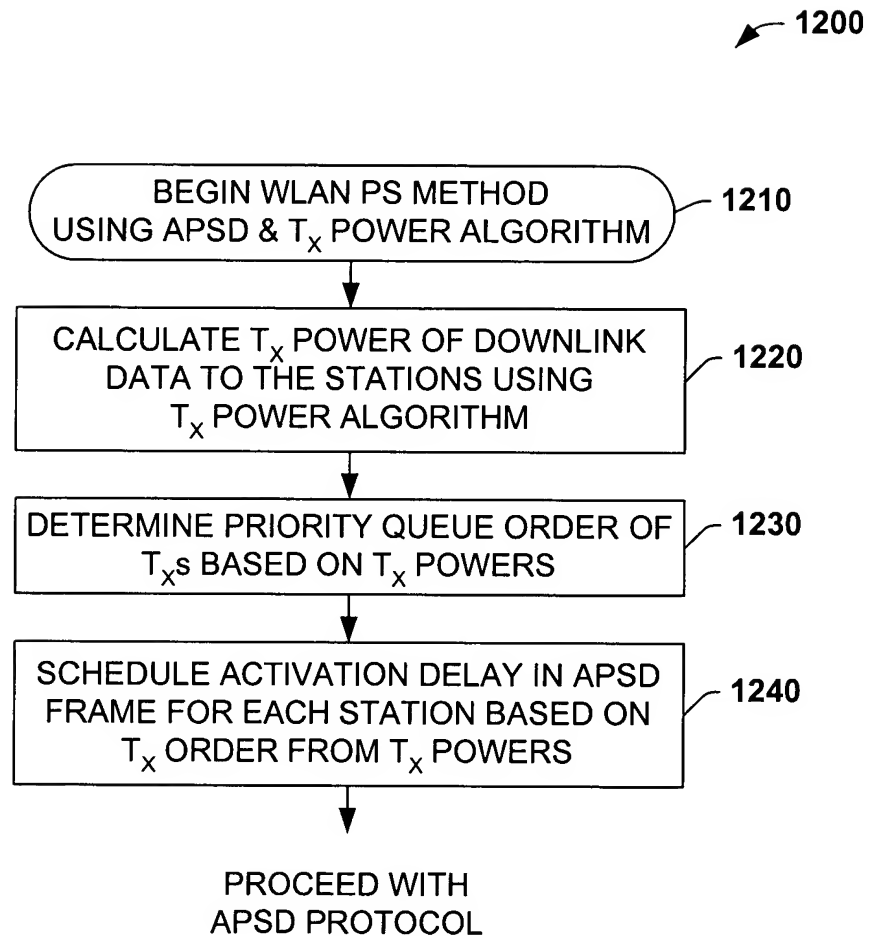 1200
BEGIN WLAN PS METHOD
USING APSD & TX POWER ALGORITHM
1210
CALCULATE TX POWER OF DOWNLINK
DATA TO THE STATIONS USING
TX POWER ALGORITHM
1220
DETERMINE PRIORITY QUEUE ORDER OF
TXs BASED ON TX POWERS
1230
SCHEDULE ACTIVATION DELAY IN APSD
FRAME FOR EACH STATION BASED ON
TX ORDER FROM TX POWERS
1240
PROCEED WITH
APSD PROTOCOL